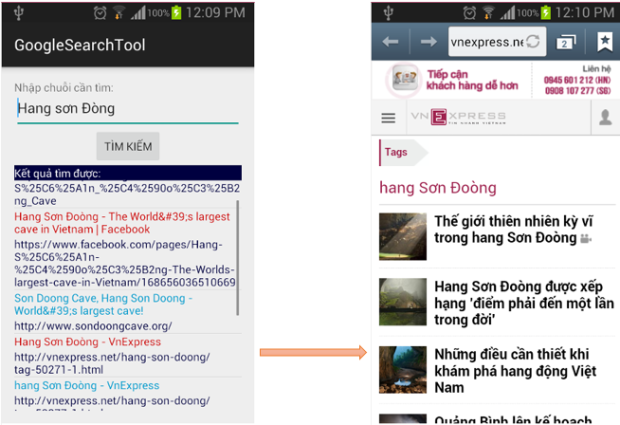 100% 12:09 PM
GoogleSearchTool
Nhập chuỗi cần tìm:
Hang sơn Đòng
TÌM KIẾM
Kết quả tìm được:
S%25C6%25A1n_%25C4%2590o%25C3%25B2
ng_Cave
Hang Sơn Đoòng - The World&#39;s largest
cave in Vietnam | Facebook
https://www.facebook.com/pages/Hang-
S%25C6%25A1n-
%25C4%2590o%25C3%25B2ng-The-Worlds-
largest-cave-in-Vietnam/168656036510669
Son Doong Cave, Hang Son Doong -
World&#39;s largest cave!
http://www.sondoongcave.org/
Hang Sơn Đoòng - VnExpress
http://vnexpress.net/hang-son-doong/
tag-50271-1.html
hang Sơn Đoòng - VnExpress
http://vnexpress.net/hang-son-doong/
100% 12:10 PM
vnexpress.ne
2
Tiếp cận
khách hàng dễ hơn
Liên hệ
0945 601 212 (HN)
0908 107 277 (SG)
VNEXPRESS
TIN NHANH VIETNAM
Tags
hang Sơn Đoòng
Thế giới thiên nhiên kỳ vĩ
trong hang Sơn Đoòng
Hang Sơn Đoòng được xếp
hạng 'điểm phải đến một lần
trong đời'
Những điều cần thiết khi
khám phá hang động Việt
Nam
Quảng Bình lên kế hoạch